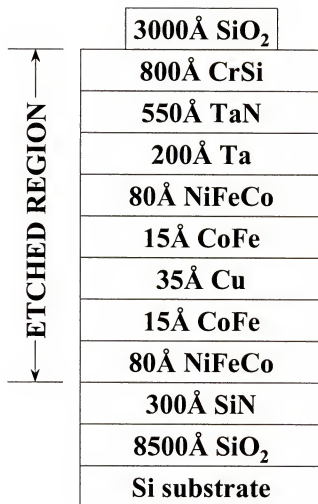 3000Å SiO₂
800Å CrSi
550Å TaN
200Å Ta
80Å NiFeCo
15Å CoFe
35Å Cu
15Å CoFe
80Å NiFeCo
300Å SiN
8500Å SiO₂
Si substrate
ETCHED REGION